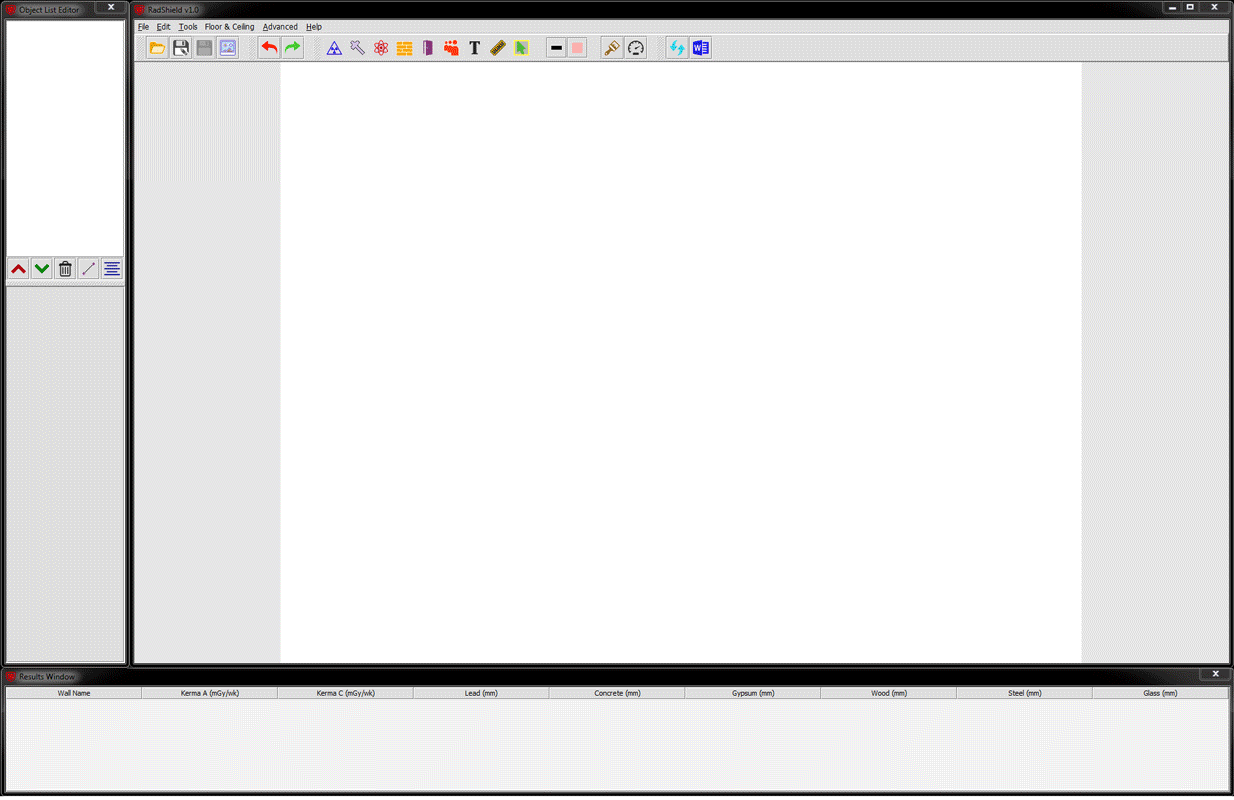 Object List Editor
X
RadShield v1.0
X
File Edit Tools Floor & Ceiling Advanced Help
T
W
Results Window
X
Wall Name Kerma A (mGy/wk) Kerma C (mGy/wk) Lead (mm) Concrete (mm) Gypsum (mm) Wood (mm) Steel (mm) Glass (mm)